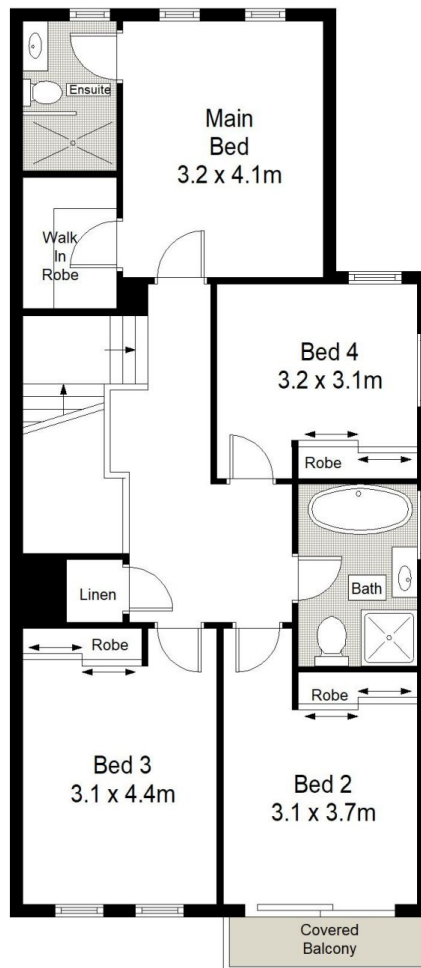 Ensuite
Main
Bed
3.2 x 4.1m
Walk
In
Robe
Bed 4
3.2 x 3.1m
Robe
Linen
Bath
Robe
Robe
Bed 3
3.1 x 4.4m
Bed 2
3.1 x 3.7m
Covered
Balcony